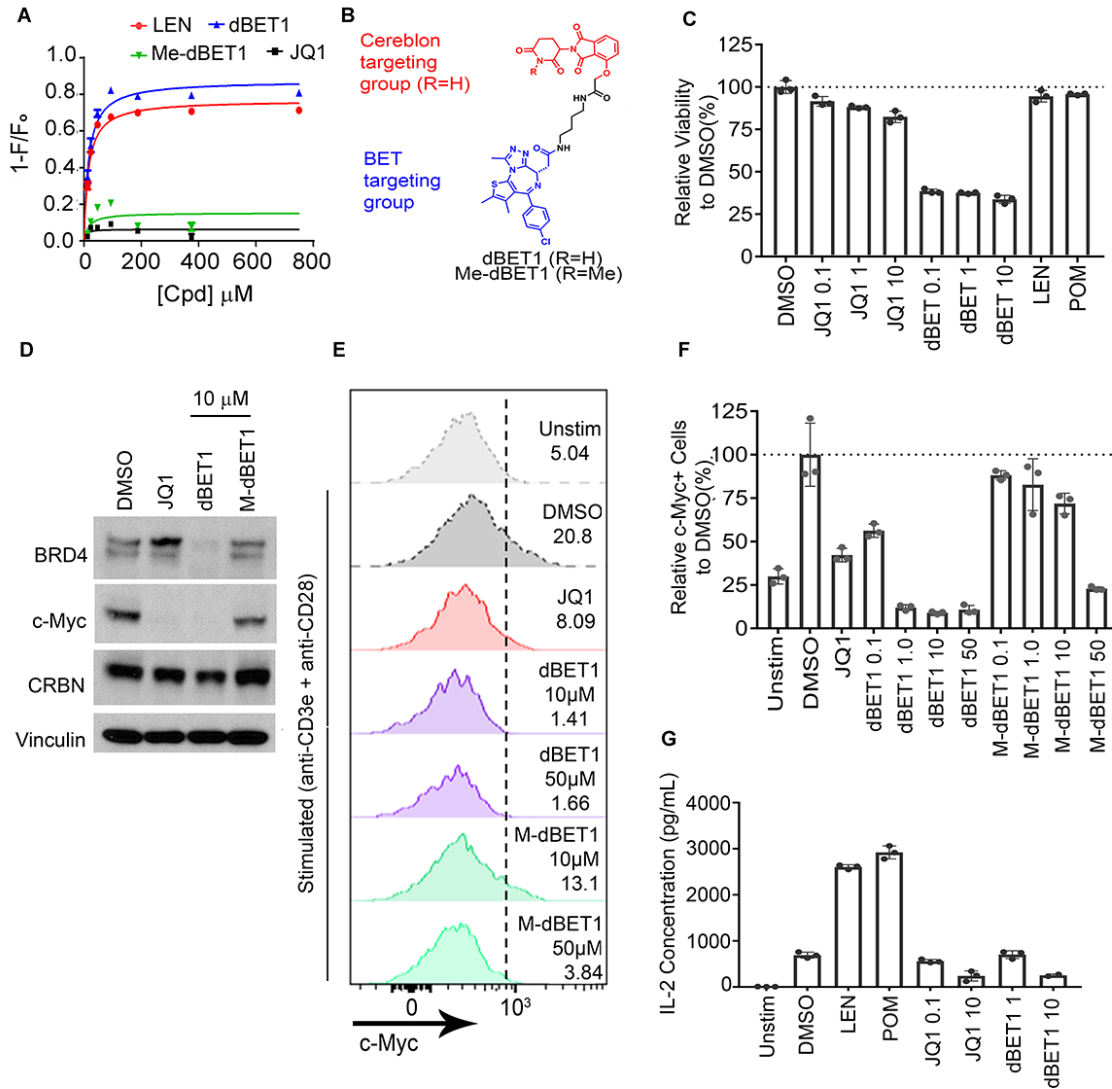 A
LEN
dBET1
Me-dBET1
JQ1
1-F/Fₒ
1.0
0.8
0.6
0.4
0.2
0.0
0 200 400 600 800
[Cpd] μM
B
Cereblon
targeting
group (R=H)
BET
targeting
group
O
N
O
O
N
R
O
O
O
O
NH
NH
O
N
N
N
N
S
Cl
dBET1 (R=H)
Me-dBET1 (R=Me)
C
Relative Viability
to DMSO(%)
125
100
75
50
25
0
DMSO
JQ1 0.1
JQ1 1
JQ1 10
dBET 0.1
dBET 1
dBET 10
LEN
POM
D
10 μM
DMSO
JQ1
dBET1
M-dBET1
BRD4
c-Myc
CRBN
Vinculin
E
Stimulated (anti-CD3e + anti-CD28)
Unstim
5.04
DMSO
20.8
JQ1
8.09
dBET1
10μM
1.41
dBET1
50μM
1.66
M-dBET1
10μM
13.1
M-dBET1
50μM
3.84
0 10³
c-Myc
F
Relative c-Myc+ Cells
to DMSO(%)
125
100
75
50
25
0
Unstim
DMSO
JQ1
dBET1 0.1
dBET1 1.0
dBET1 10
dBET1 50
M-dBET1 0.1
M-dBET1 1.0
M-dBET1 10
M-dBET1 50
G
IL-2 Concentration (pg/mL)
4000
3000
2000
1000
0
Unstim
DMSO
LEN
POM
JQ1 0.1
JQ1 10
dBET1 1
dBET1 10